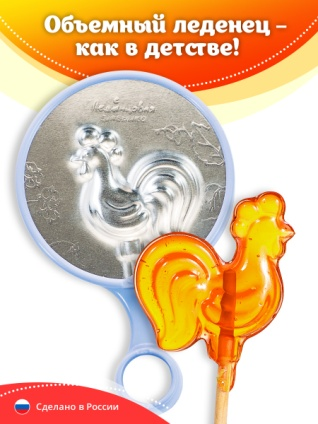 Объемный леденец –
как в детстве!
Сделано в России